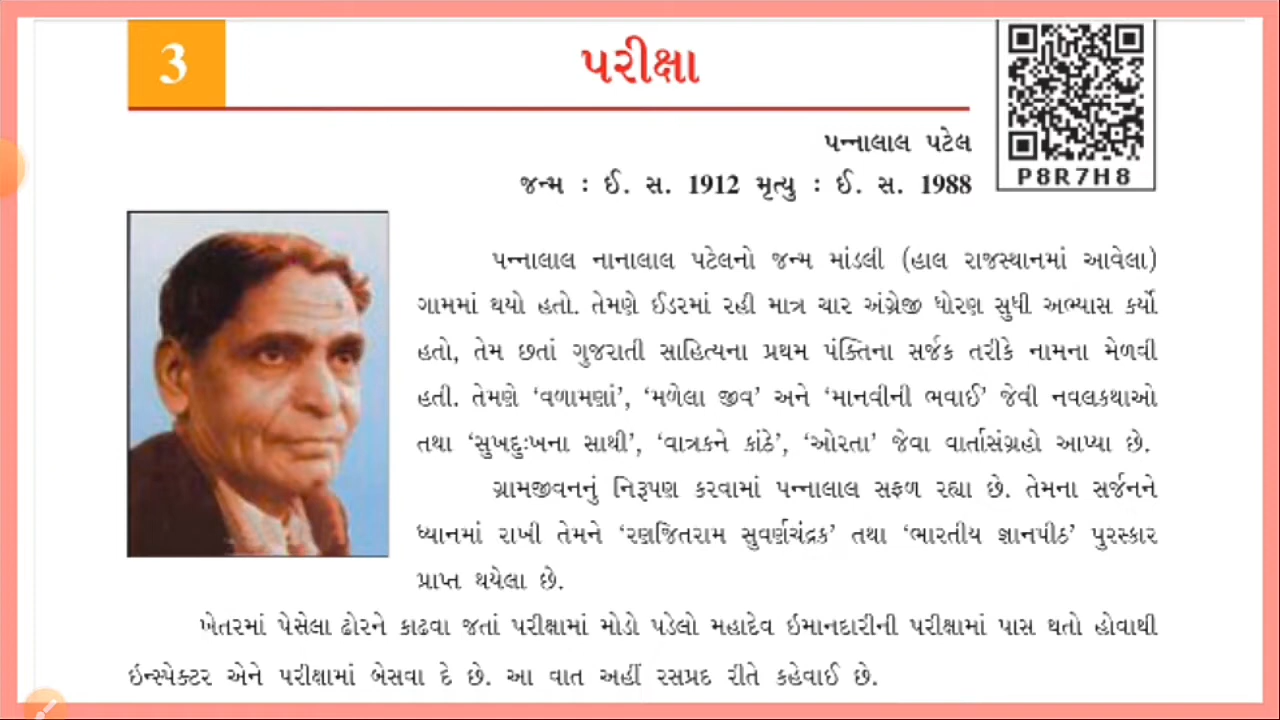 3
પરીક્ષા
પન્નાલાલ પટેલ
જન્મ : ઈ. સ. 1912 મૃત્યુ : ઈ. સ. 1988
P8R7H8
પન્નાલાલ નાનાલાલ પટેલનો જન્મ માંડલી (હાલ રાજસ્થાનમાં આવેલા)
ગામમાં થયો હતો. તેમણે ઈડરમાં રહી માત્ર ચાર અંગ્રેજી ધોરણ સુધી અભ્યાસ કર્યો
હતો, તેમ છતાં ગુજરાતી સાહિત્યના પ્રથમ પંક્તિના સર્જક તરીકે નામના મેળવી
હતી. તેમણે ‘વળામણાં’, ‘મળેલા જીવ’ અને ‘માનવીની ભવાઈ’ જેવી નવલકથાઓ
તથા ‘સુખદુઃખના સાથી’, ‘વાત્રકને કાંઠે’, ‘ઓરતા’ જેવા વાર્તાસંગ્રહો આપ્યા છે.
ગ્રામજીવનનું નિરૂપણ કરવામાં પન્નાલાલ સફળ રહ્યા છે. તેમના સર્જનને
ધ્યાનમાં રાખી તેમને ‘રણજિતરામ સુવર્ણચંદ્રક’ તથા ‘ભારતીય જ્ઞાનપીઠ’ પુરસ્કાર
પ્રાપ્ત થયેલા છે.
ખેતરમાં પેસેલા ઢોરને કાઢવા જતાં પરીક્ષામાં મોડો પડેલો મહાદેવ ઇમાનદારીની પરીક્ષામાં પાસ થતો હોવાથી
ઇન્સ્પેક્ટર એને પરીક્ષામાં બેસવા દે છે. આ વાત અહીં રસપ્રદ રીતે કહેવાઈ છે.